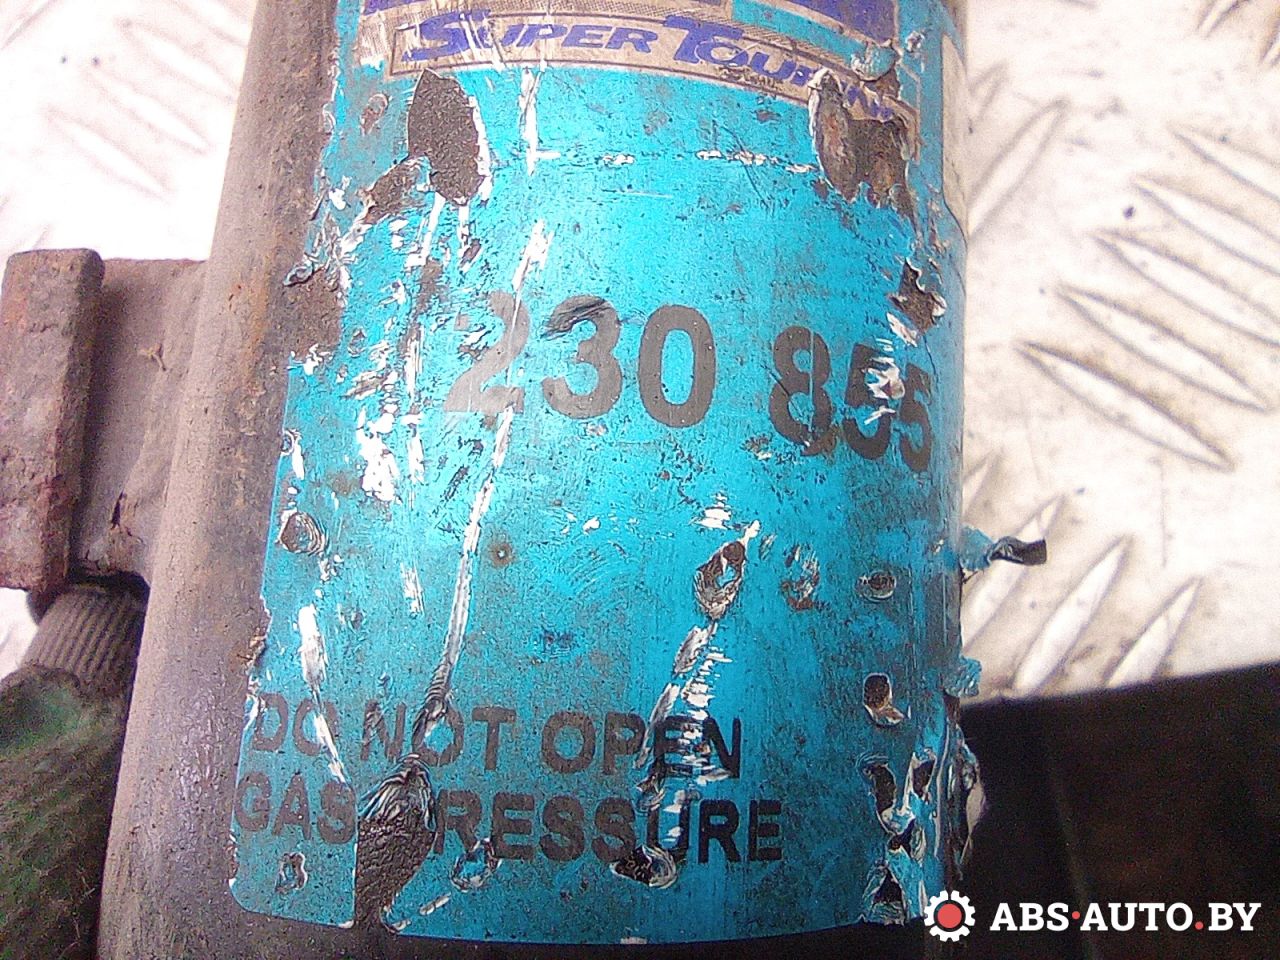 SUPER TOURING
230 855
DO NOT OPEN
GAS PRESSURE
ABS·AUTO.BY